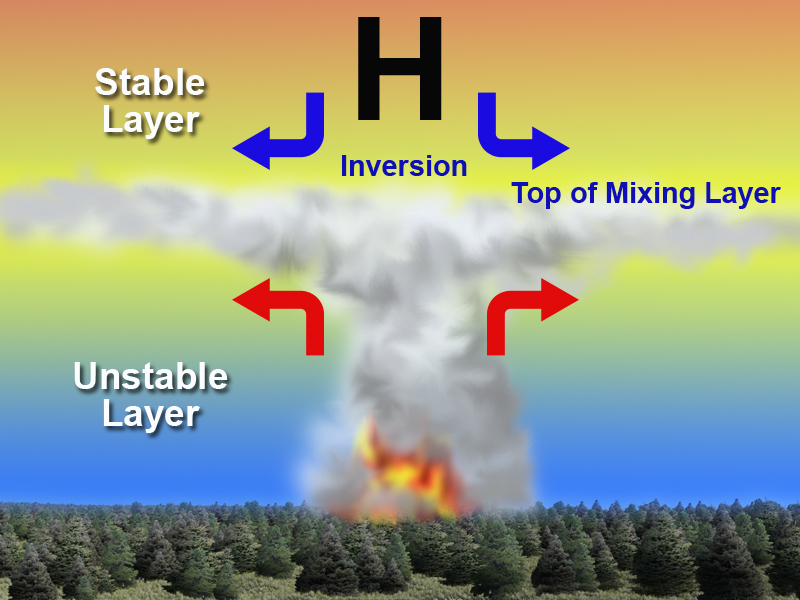 H
Stable
Layer
Inversion
Top of Mixing Layer
Unstable
Layer